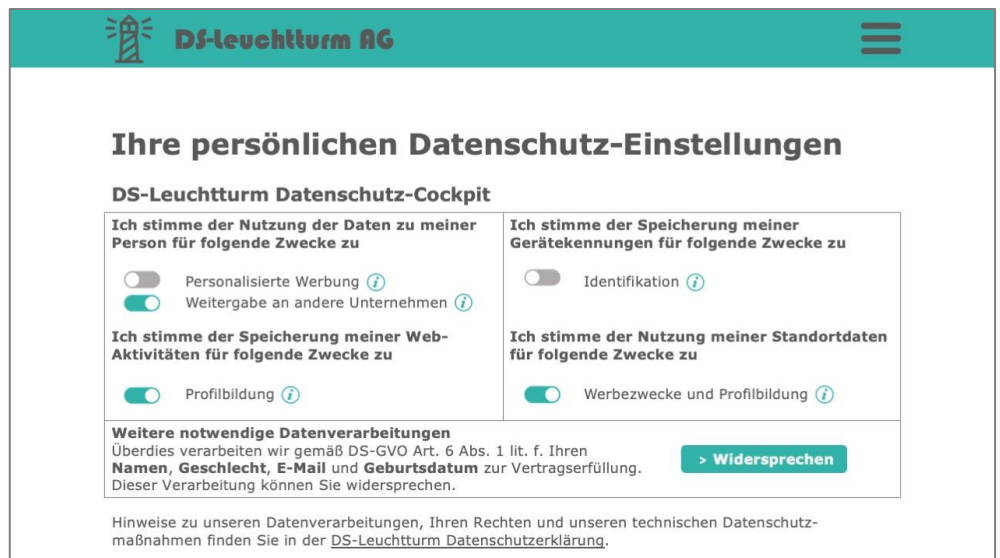 DS-Leuchtturm AG
Ihre persönlichen Datenschutz-Einstellungen
DS-Leuchtturm Datenschutz-Cockpit
Ich stimme der Nutzung der Daten zu meiner
Person für folgende Zwecke zu
Personalisierte Werbung i
Weitergabe an andere Unternehmen i
Ich stimme der Speicherung meiner
Gerätekennungen für folgende Zwecke zu
Identifikation i
Ich stimme der Speicherung meiner Web-
Aktivitäten für folgende Zwecke zu
Profilbildung i
Ich stimme der Nutzung meiner Standortdaten
für folgende Zwecke zu
Werbezwecke und Profilbildung i
Weitere notwendige Datenverarbeitungen
Überdies verarbeiten wir gemäß DS-GVO Art. 6 Abs. 1 lit. f. Ihren
Namen, Geschlecht, E-Mail und Geburtsdatum zur Vertragserfüllung.
Dieser Verarbeitung können Sie widersprechen.
> Widersprechen
Hinweise zu unseren Datenverarbeitungen, Ihren Rechten und unseren technischen Datenschutz-
maßnahmen finden Sie in der DS-Leuchtturm Datenschutzerklärung.